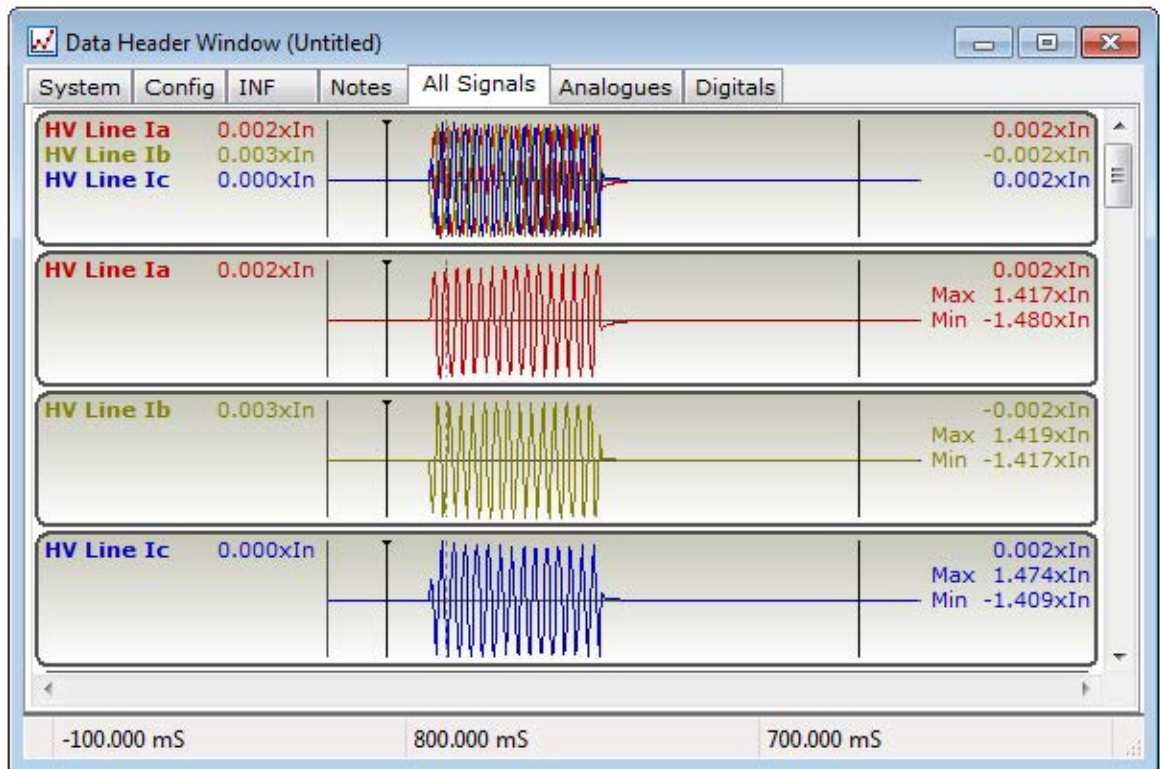 Data Header Window (Untitled)
System Config INF Notes All Signals Analogues Digitals
HV Line Ia 0.002xIn 0.002xIn
HV Line Ib 0.003xIn -0.002xIn
HV Line Ic 0.000xIn 0.002xIn
HV Line Ia 0.002xIn 0.002xIn
Max 1.417xIn
Min -1.480xIn
HV Line Ib 0.003xIn -0.002xIn
Max 1.419xIn
Min -1.417xIn
HV Line Ic 0.000xIn 0.002xIn
Max 1.474xIn
Min -1.409xIn
-100.000 mS 800.000 mS 700.000 mS